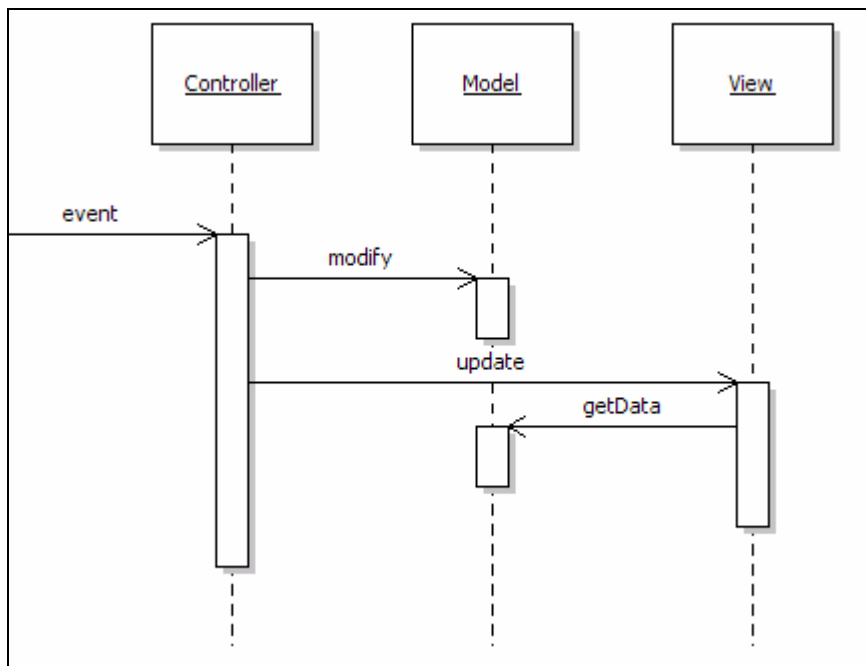 Controller
Model
View
event
modify
update
getData